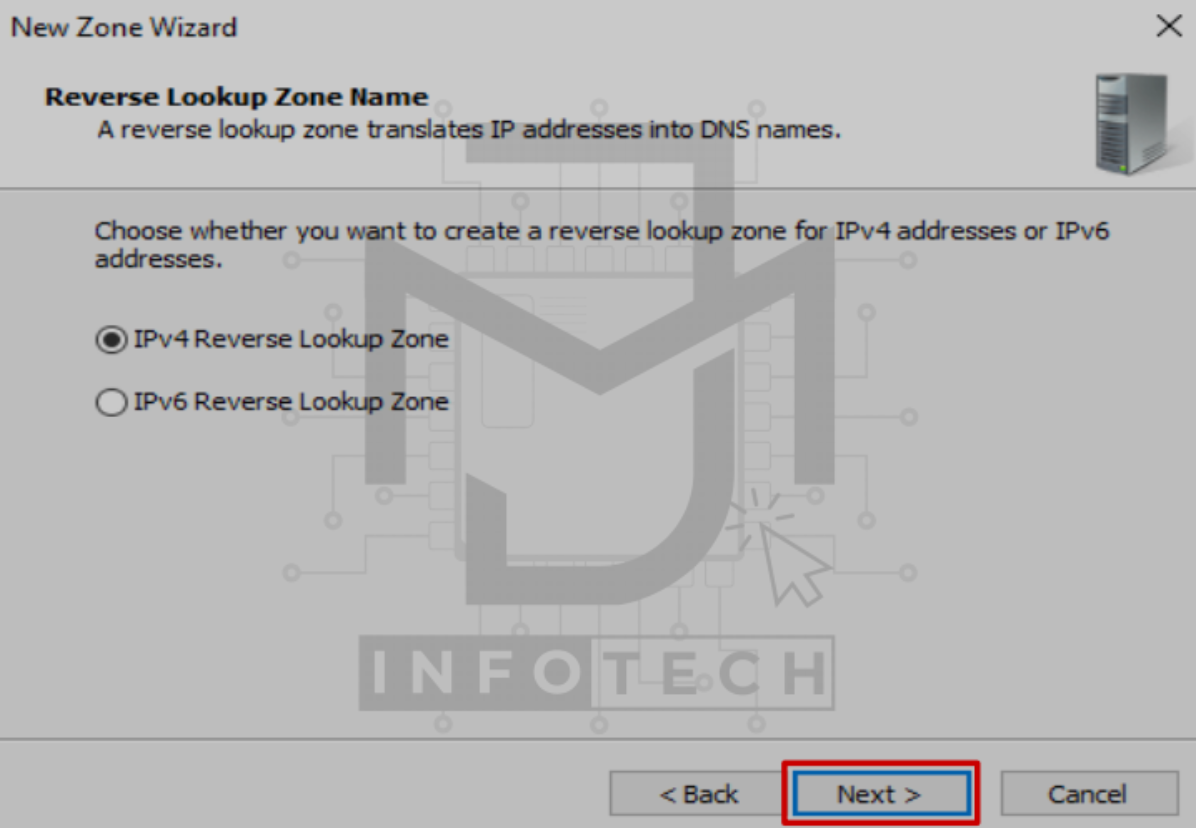 New Zone Wizard
Reverse Lookup Zone Name
A reverse lookup zone translates IP addresses into DNS names.
Choose whether you want to create a reverse lookup zone for IPv4 addresses or IPv6
addresses.
IPv4 Reverse Lookup Zone
IPv6 Reverse Lookup Zone
INFOTECH
< Back
Next >
Cancel